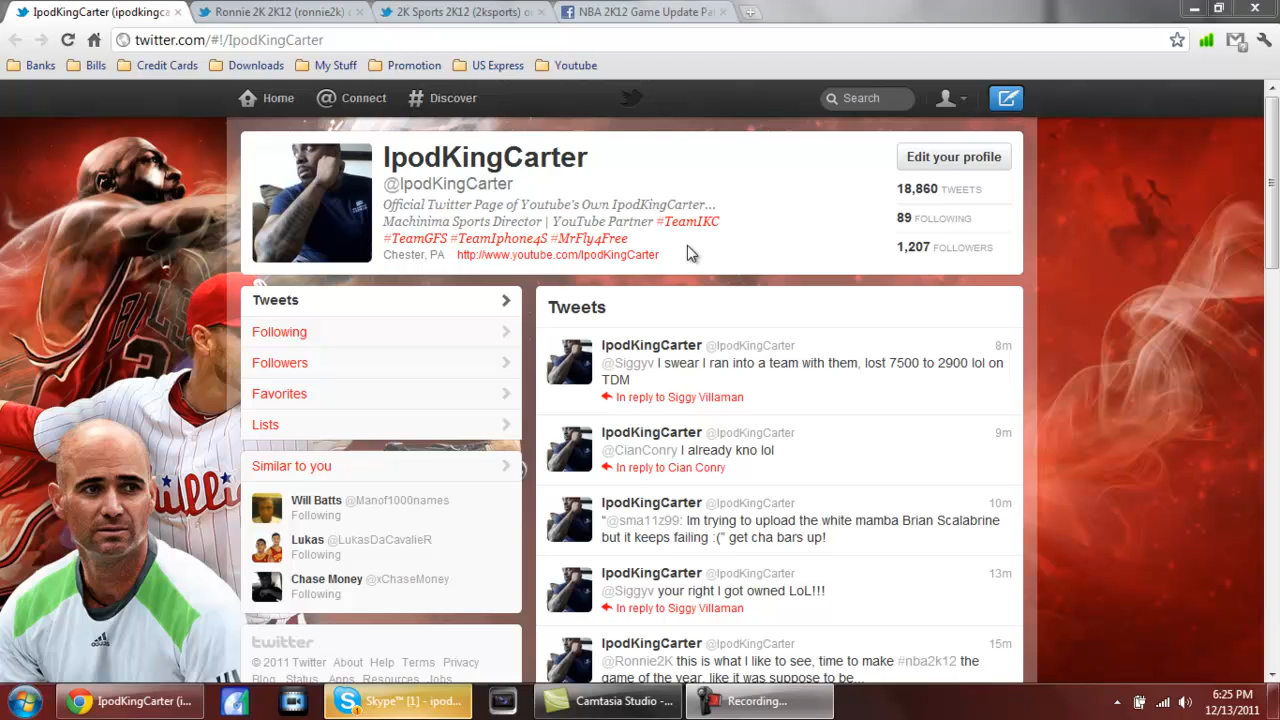 IpodKingCarter (ipodkingca
Ronnie 2K 2K12 (ronnie2k) o
2K Sports 2K12 (2ksports) o
NBA 2K12 Game Update Pa
twitter.com/#!/IpodKingCarter
Banks Bills Credit Cards Downloads My Stuff Promotion US Express Youtube
Home Connect Discover Search
IpodKingCarter
@IpodKingCarter
Official Twitter Page of Youtube's Own IpodKingCarter...
Machinima Sports Director | YouTube Partner #TeamIKC
#TeamGFS #TeamIphone4S #MrFly4Free
Chester, PA http://www.youtube.com/IpodKingCarter
Edit your profile
18,860 TWEETS
89 FOLLOWING
1,207 FOLLOWERS
Tweets
Following
Followers
Favorites
Lists
Similar to you
Will Batts @Manof1000names
Following
Lukas @LukasDaCavalieR
Following
Chase Money @xChaseMoney
Following
twitter
© 2011 Twitter About Help Terms Privacy
Blog Status Apps Resources Jobs
Tweets
IpodKingCarter @IpodKingCarter 8m
@Siggyv I swear I ran into a team with them, lost 7500 to 2900 lol on
TDM
In reply to Siggy Villaman
IpodKingCarter @IpodKingCarter 9m
@CianConry I already kno lol
In reply to Cian Conry
IpodKingCarter @IpodKingCarter 10m
"@sma11z99: Im trying to upload the white mamba Brian Scalabrine
but it keeps failing :(" get cha bars up!
IpodKingCarter @IpodKingCarter 13m
@Siggyv your right I got owned LoL!!!
In reply to Siggy Villaman
IpodKingCarter @IpodKingCarter 15m
@Ronnie2K this is what I like to see, time to make #nba2k12 the
game of the year, like it was suppose to be...
BULLS
23
Phillies
adidas
IpodKingCarter (i...
Skype™ [1] - ipod...
Camtasia Studio -...
Recording...
6:25 PM
12/13/2011